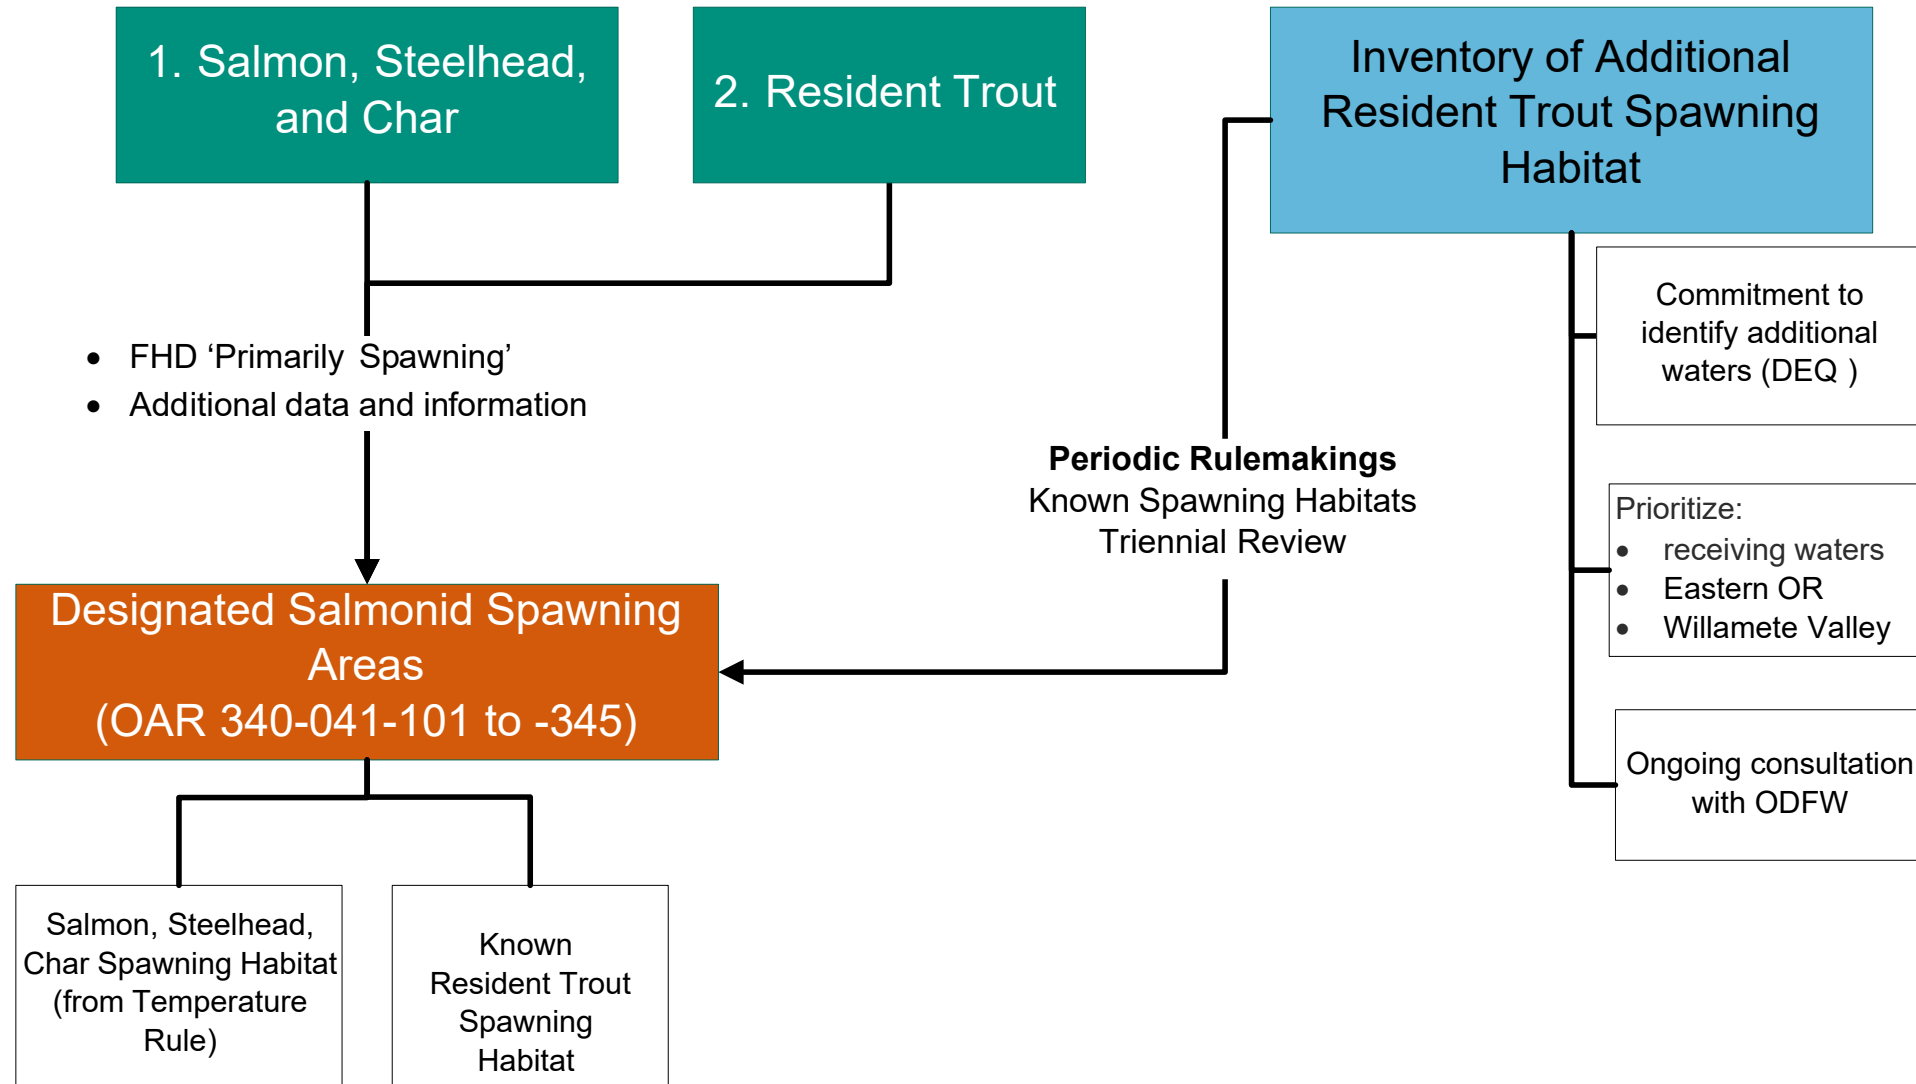 1. Salmon, Steelhead,
and Char
2. Resident Trout
Inventory of Additional
Resident Trout Spawning
Habitat
• FHD ‘Primarily Spawning’
• Additional data and information
Periodic Rulemakings
Known Spawning Habitats
Triennial Review
Commitment to
identify additional
waters (DEQ )
Prioritize:
• receiving waters
• Eastern OR
• Willamete Valley
Ongoing consultation
with ODFW
Designated Salmonid Spawning
Areas
(OAR 340-041-101 to -345)
Salmon, Steelhead,
Char Spawning Habitat
(from Temperature
Rule)
Known
Resident Trout
Spawning
Habitat